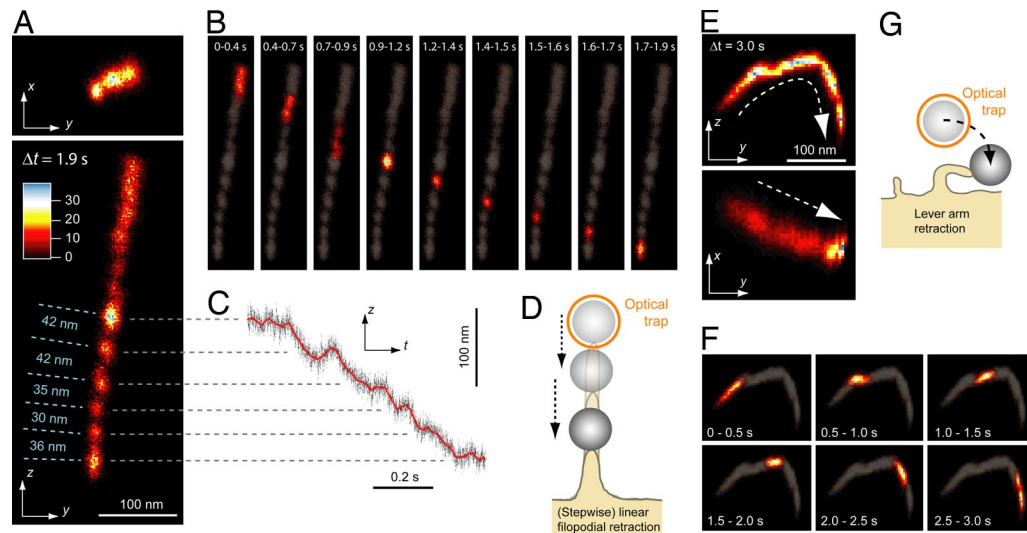 A
x
y
Δt = 1.9 s
30
20
10
0
42 nm
42 nm
35 nm
30 nm
36 nm
z
y
100 nm
B
0-0.4 s
0.4-0.7 s
0.7-0.9 s
0.9-1.2 s
1.2-1.4 s
1.4-1.5 s
1.5-1.6 s
1.6-1.7 s
1.7-1.9 s
C
z
t
100 nm
0.2 s
D
Optical
trap
(Stepwise) linear
filopodial retraction
E
Δt = 3.0 s
z
y
100 nm
x
y
F
0 - 0.5 s
0.5 - 1.0 s
1.0 - 1.5 s
1.5 - 2.0 s
2.0 - 2.5 s
2.5 - 3.0 s
G
Optical
trap
Lever arm
retraction